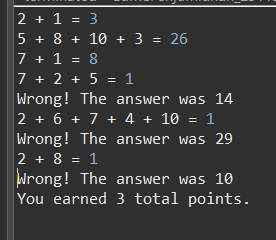 2 + 1 = 3
5 + 8 + 10 + 3 = 26
7 + 1 = 8
7 + 2 + 5 = 1
Wrong! The answer was 14
2 + 6 + 7 + 4 + 10 = 1
Wrong! The answer was 29
2 + 8 = 1
Wrong! The answer was 10
You earned 3 total points.